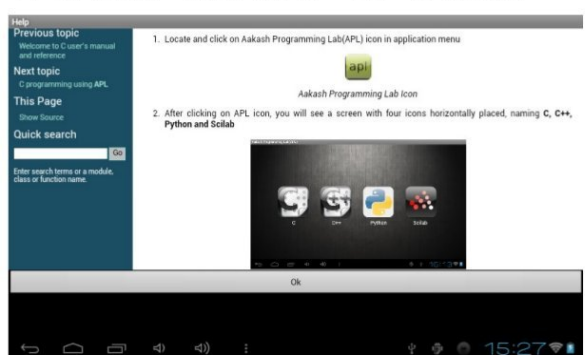 Help
Previous topic
Welcome to C user's manual
and reference
Next topic
C programming using APL
This Page
Show Source
Quick search
Go
Enter search terms or a module,
class or function name.
1. Locate and click on Aakash Programming Lab(APL) icon in application menu
apl
Aakash Programming Lab Icon
2. After clicking on APL icon, you will see a screen with four icons horizontally placed, naming C, C++,
Python and Scilab
C
C++
Python
Scilab
Ok
15:27